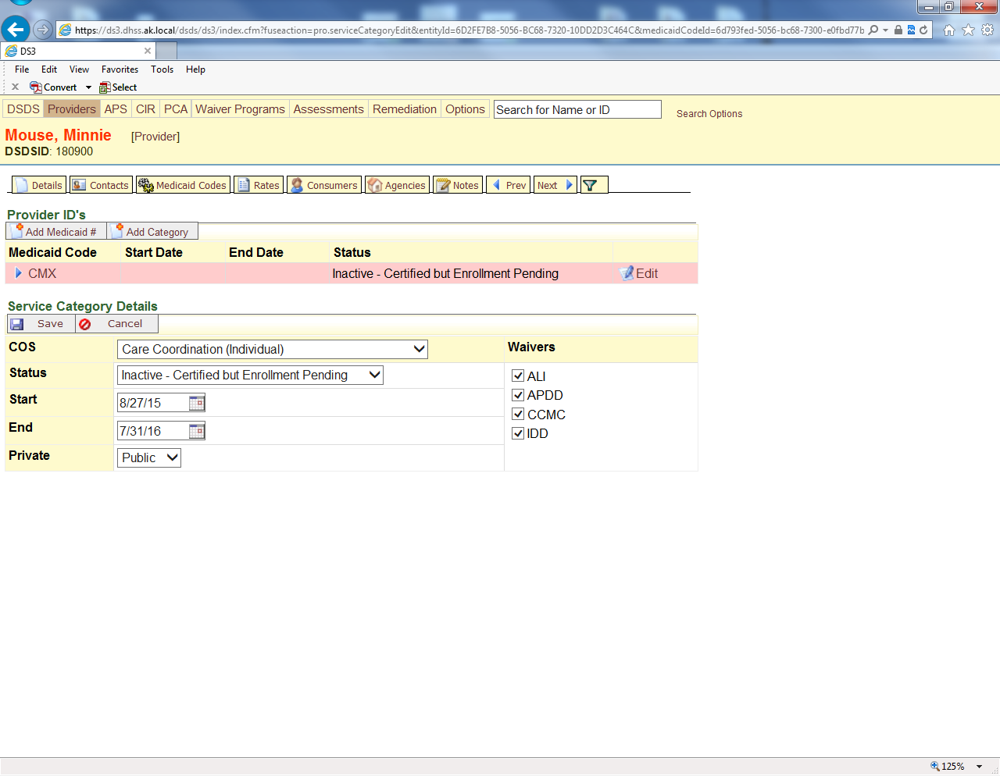 https://ds3.dhss.ak.local/dsds/ds3/index.cfm?fuseaction=pro.serviceCategoryEdit&entityId=6D2FE7B8-5056-BC68-7320-10DD2D3C464C&medicaidCodeId=6d793fed-5056-bc68-7300-e0fbd77b
DS3
File Edit View Favorites Tools Help
Convert Select
DSDS Providers APS CIR PCA Waiver Programs Assessments Remediation Options Search for Name or ID Search Options
Mouse, Minnie [Provider]
DSDSID: 180900
Details Contacts Medicaid Codes Rates Consumers Agencies Notes Prev Next
Provider ID's
Add Medicaid # Add Category
Medicaid Code Start Date End Date Status
CMX Inactive - Certified but Enrollment Pending Edit
Service Category Details
Save Cancel
COS Care Coordination (Individual) Waivers
Status Inactive - Certified but Enrollment Pending ALI
Start 8/27/15 APDD
End 7/31/16 CCMC
IDD
Private Public
125%